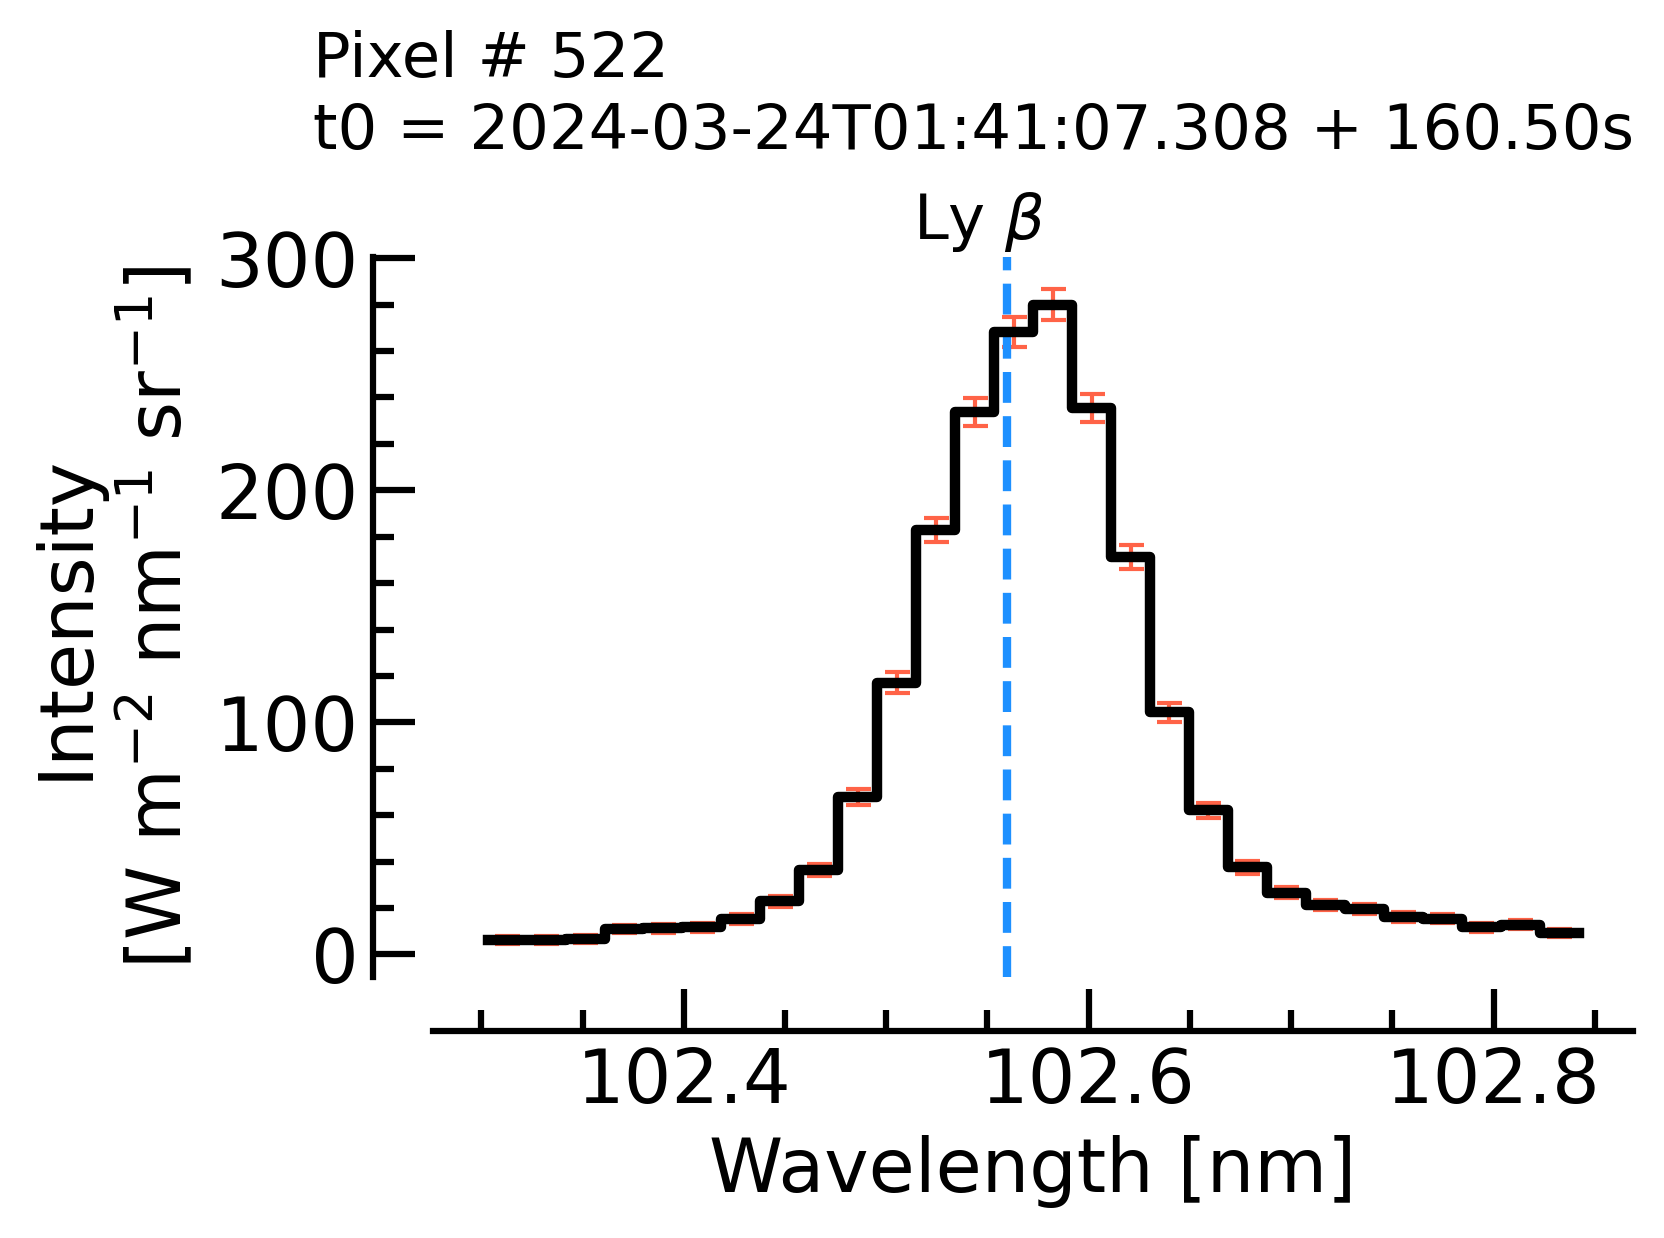 Pixel # 522
t0 = 2024-03-24T01:41:07.308 + 160.50s
Ly β
300
200
100
0
Intensity
[W m⁻² nm⁻¹ sr⁻¹]
102.4 102.6 102.8
Wavelength [nm]